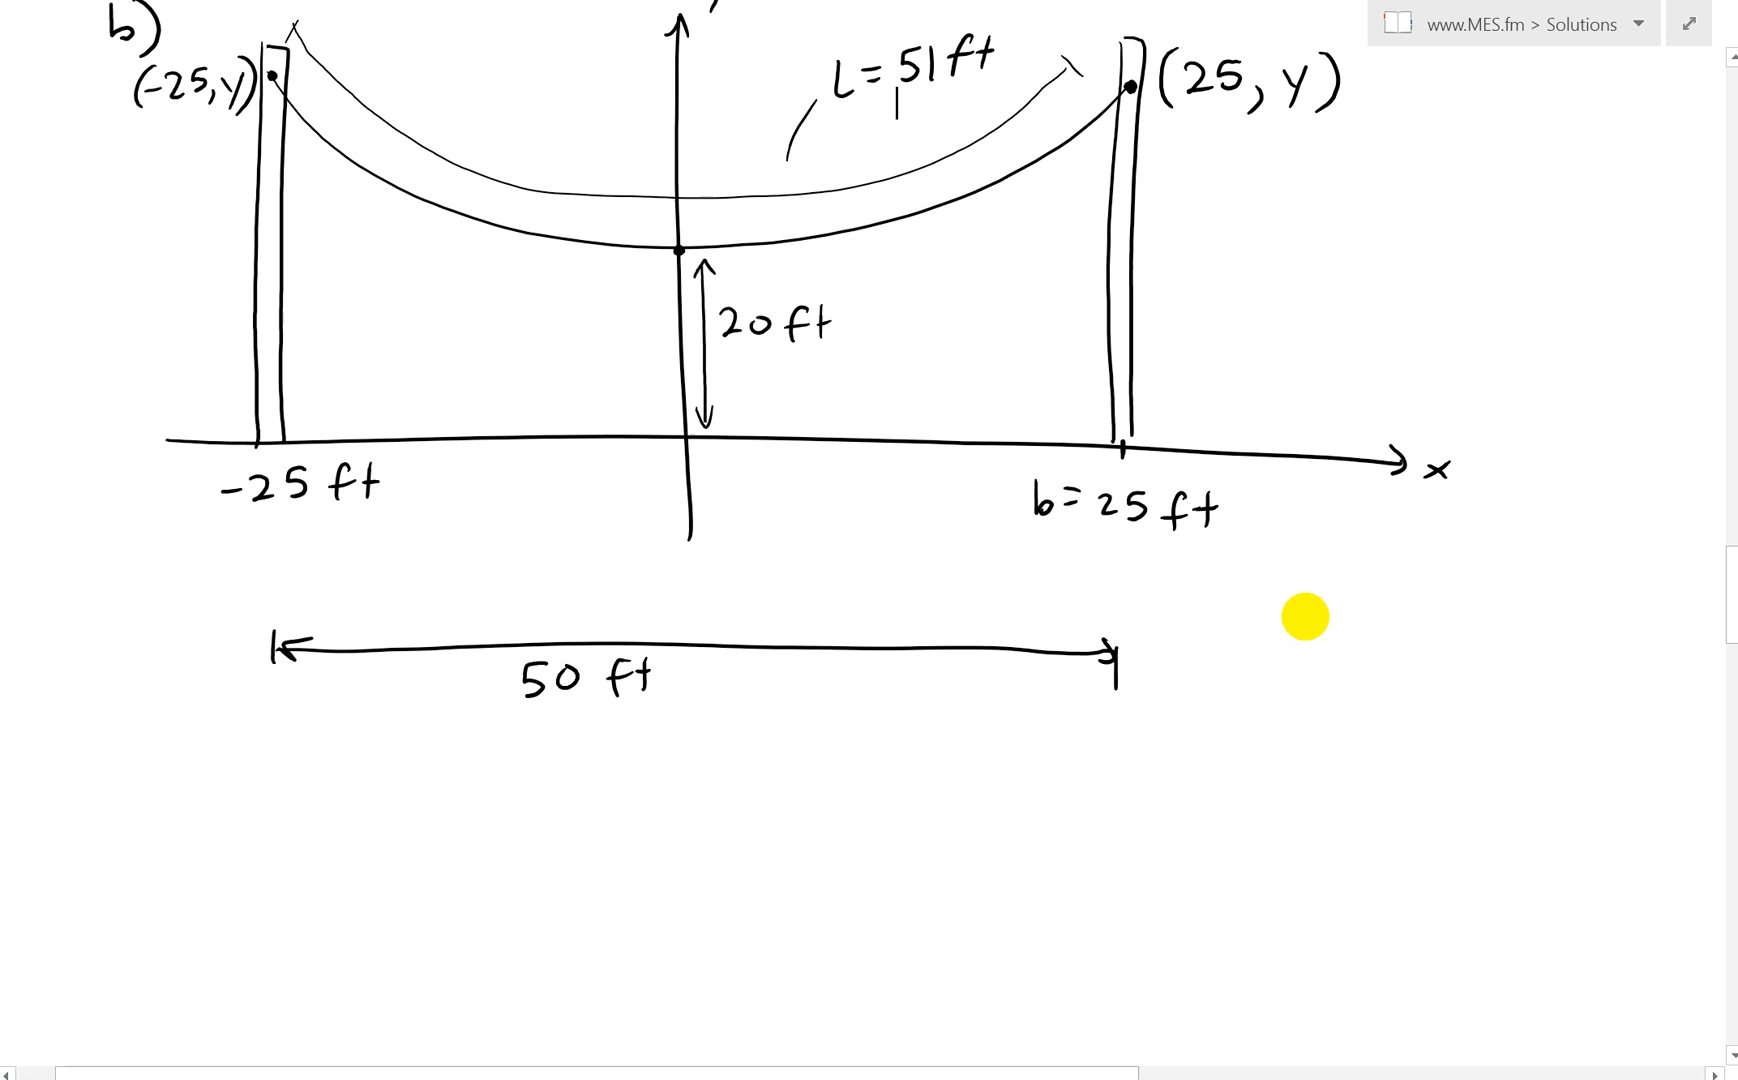 b)
www.MES.fm > Solutions
L = 51 ft
(-25, y)
(25, y)
20 ft
-25 ft
b = 25 ft
x
50 ft